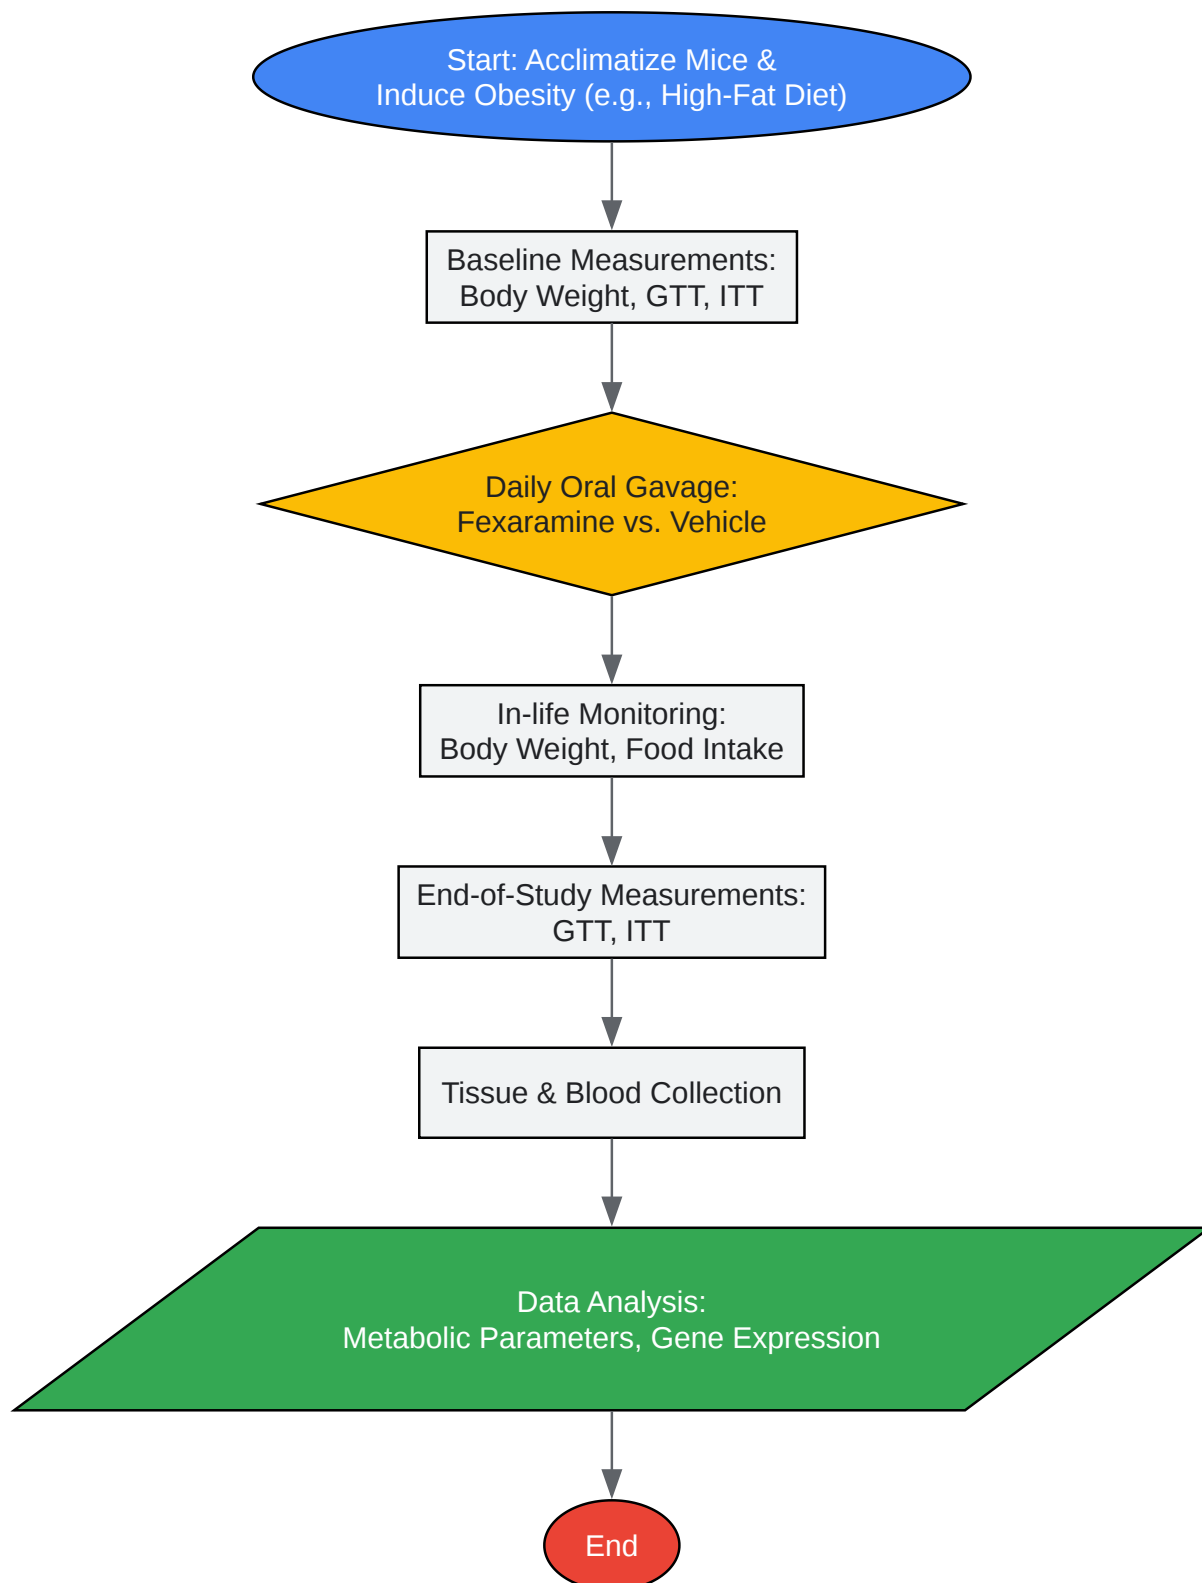 Start: Acclimatize Mice &
Induce Obesity (e.g., High-Fat Diet)
Baseline Measurements:
Body Weight, GTT, ITT
Daily Oral Gavage:
Fexaramine vs. Vehicle
In-life Monitoring:
Body Weight, Food Intake
End-of-Study Measurements:
GTT, ITT
Tissue & Blood Collection
Data Analysis:
Metabolic Parameters, Gene Expression
End